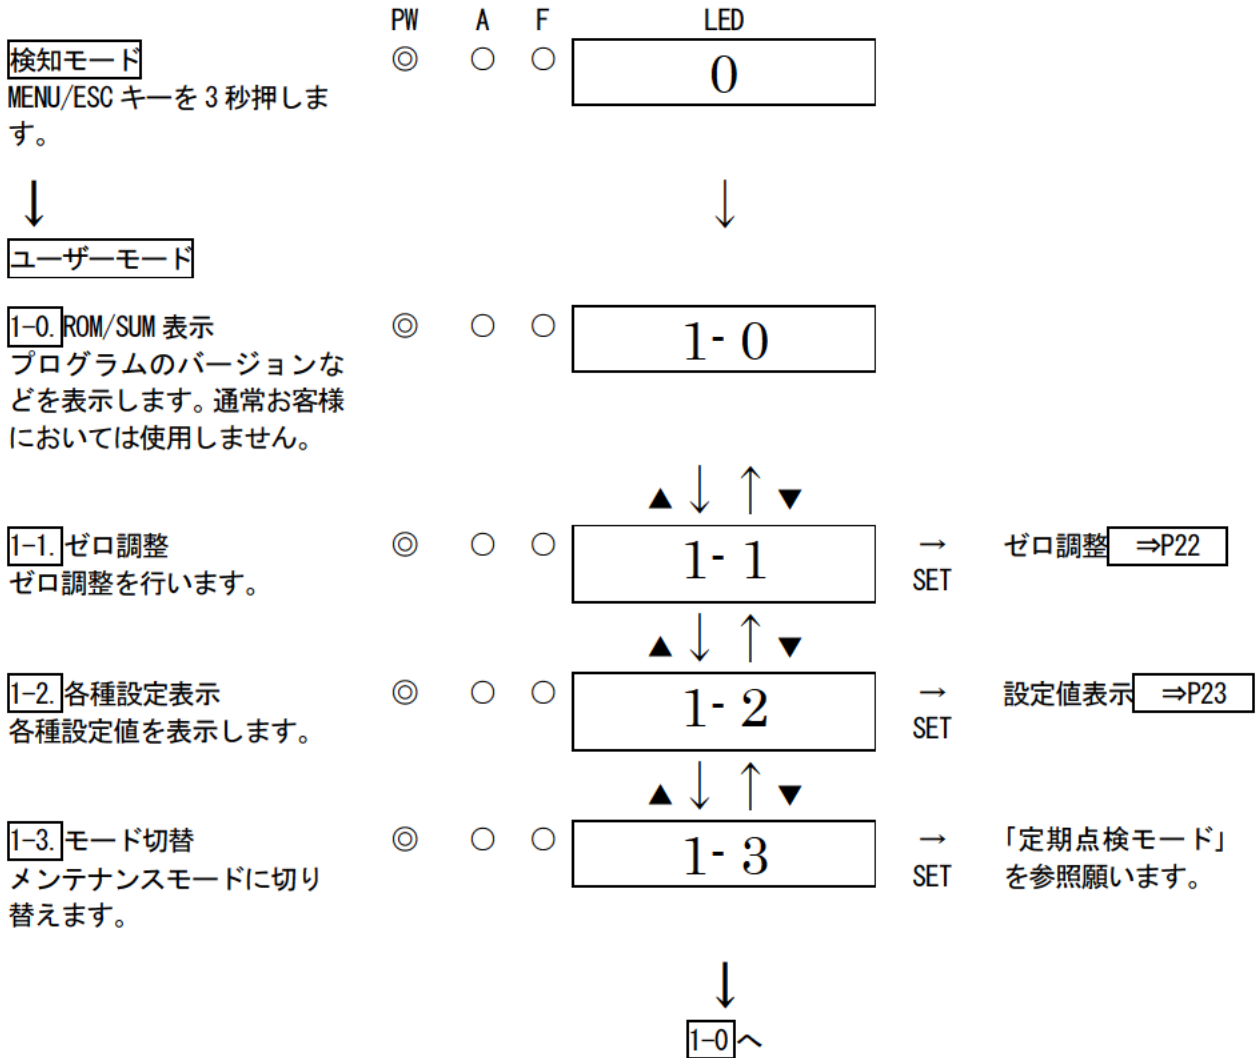 PW A F LED
検知モード ◎ ○ ○ 0
MENU/ESC キーを 3 秒押しま
す。
↓ ↓
ユーザーモード
1-0. ROM/SUM 表示 ◎ ○ ○ 1- 0
プログラムのバージョンな
どを表示します。通常お客様
においては使用しません。
▲ ↓ ↑ ▼
1-1. ゼロ調整 ◎ ○ ○ 1- 1 → ゼロ調整 ⇒P22
ゼロ調整を行います。 SET
▲ ↓ ↑ ▼
1-2. 各種設定表示 ◎ ○ ○ 1- 2 → 設定値表示 ⇒P23
各種設定値を表示します。 SET
▲ ↓ ↑ ▼
1-3. モード切替 ◎ ○ ○ 1- 3 → 「定期点検モード」
メンテナンスモードに切り SET を参照願います。
替えます。
↓
1-0 へ